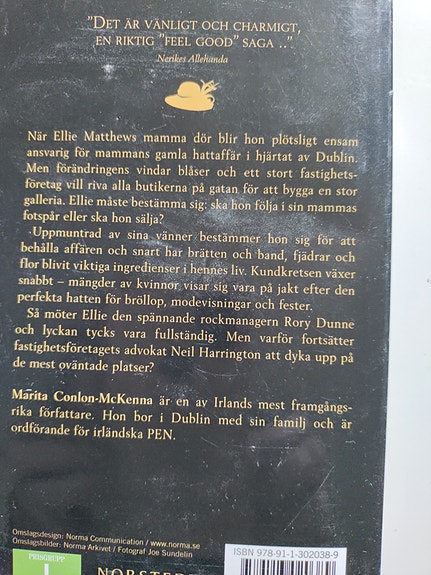 "DET ÄR VÄNLIGT OCH CHARMIGT,
EN RIKTIG "FEEL GOOD" SAGA .."
Nerikes Allehanda
När Ellie Matthews mamma dör blir hon plötsligt ensam
ansvarig för mammans gamla hattaffär i hjärtat av Dublin.
Men förändringens vindar blåser och ett stort fastighets-
företag vill riva alla butikerna på gatan för att bygga en stor
galleria. Ellie måste bestämma sig: ska hon följa i sin mammas
fotspår eller ska hon sälja?
Uppmuntrad av sina vänner bestämmer hon sig för att
behålla affären och snart har brätten och band, fjädrar och
flor blivit viktiga ingredienser i hennes liv. Kundkretsen växer
snabbt – mängder av kvinnor visar sig vara på jakt efter den
perfekta hatten för bröllop, modevisningar och fester.
Så möter Ellie den spännande rockmanagern Rory Dunne
och lyckan tycks vara fullständig. Men varför fortsätter
fastighetsföretagets advokat Neil Harrington att dyka upp på
de mest oväntade platser?
Marita Conlon-McKenna är en av Irlands mest framgångs-
rika författare. Hon bor i Dublin med sin familj och är
ordförande för irländska PEN.
Omslagsdesign: Norma Communication / www.norma.se
Omslagsbilder: Norma Arkivet / Fotograf Joe Sundelin
ISBN 978-91-1-302038-9
PRISGRUPP